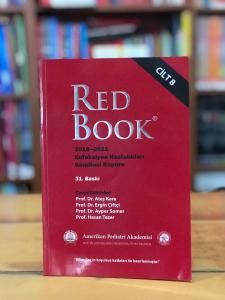 CİLT 8
RED
BOOK®
2018–2021
Enfeksiyon Hastalıkları
Komitesi Raporu
31. Baskı
Çeviri Editörleri
Prof. Dr. Ateş Kara
Prof. Dr. Ergin Çiftçi
Prof. Dr. Ayper Somer
Prof. Dr. Hasan Tezer
Amerikan Pediatri Akademisi